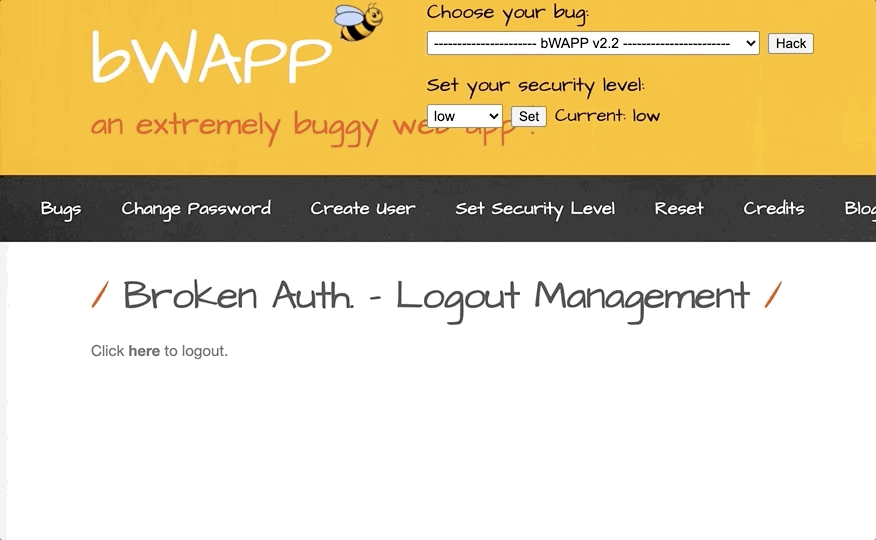 bWAPP
an extremely buggy web app !
Choose your bug:
---------------------- bWAPP v2.2 ----------------------- Hack
Set your security level:
low Set Current: low
Bugs Change Password Create User Set Security Level Reset Credits Blog
/ Broken Auth. - Logout Management /
Click here to logout.